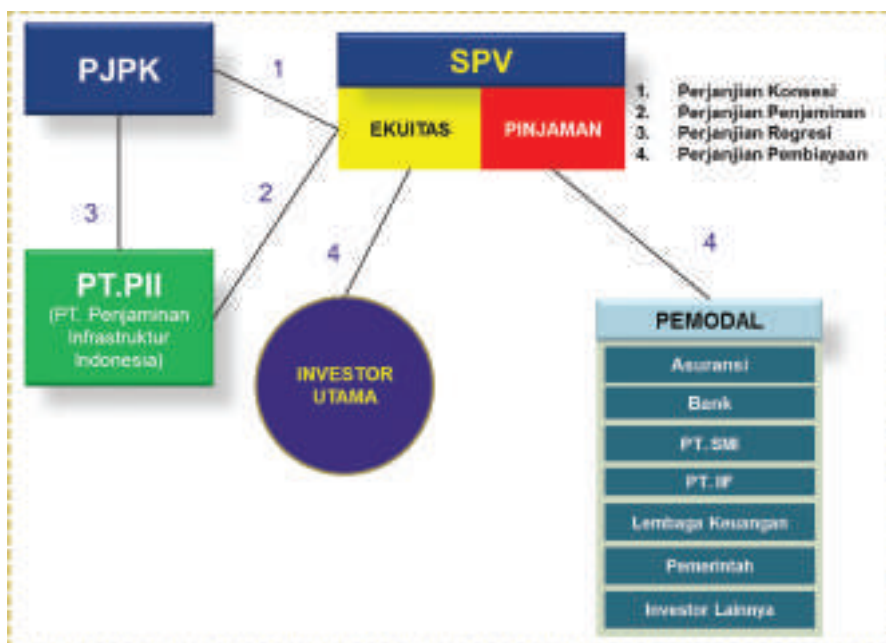 PJPK
1
SPV
EKUITAS
PINJAMAN
1. Perjanjian Konsesi
2. Perjanjian Penjaminan
3. Perjanjian Regresi
4. Perjanjian Pembiayaan
2
3
4
4
PT.PII
(PT. Penjaminan
Infrastruktur
Indonesia)
INVESTOR
UTAMA
PEMODAL
Asuransi
Bank
PT. SMI
PT. IIF
Lembaga Keuangan
Pemerintah
Investor Lainnya